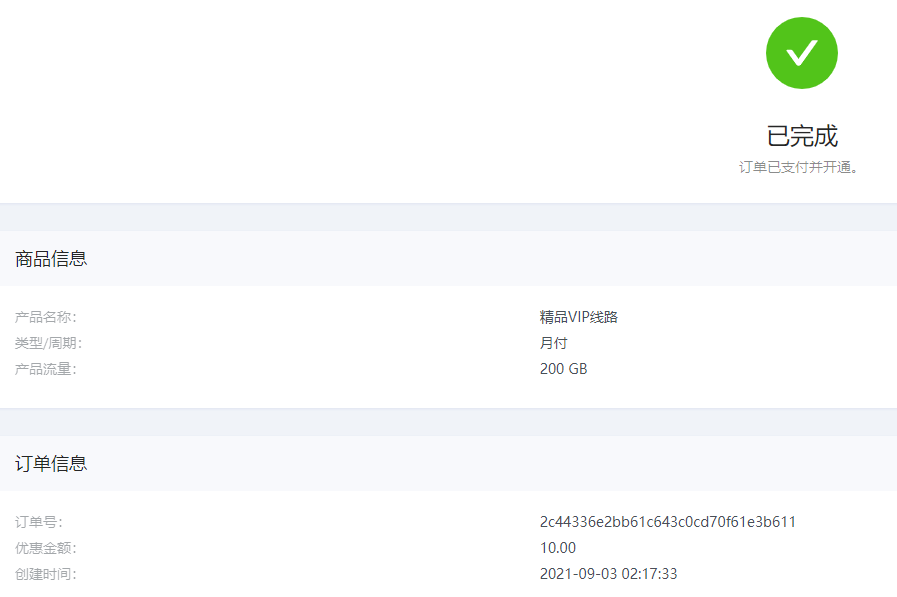 已完成
订单已支付并开通。
商品信息
产品名称： 精品VIP线路
类型/周期： 月付
产品流量： 200 GB
订单信息
订单号： 2c44336e2bb61c643c0cd70f61e3b611
优惠金额： 10.00
创建时间： 2021-09-03 02:17:33